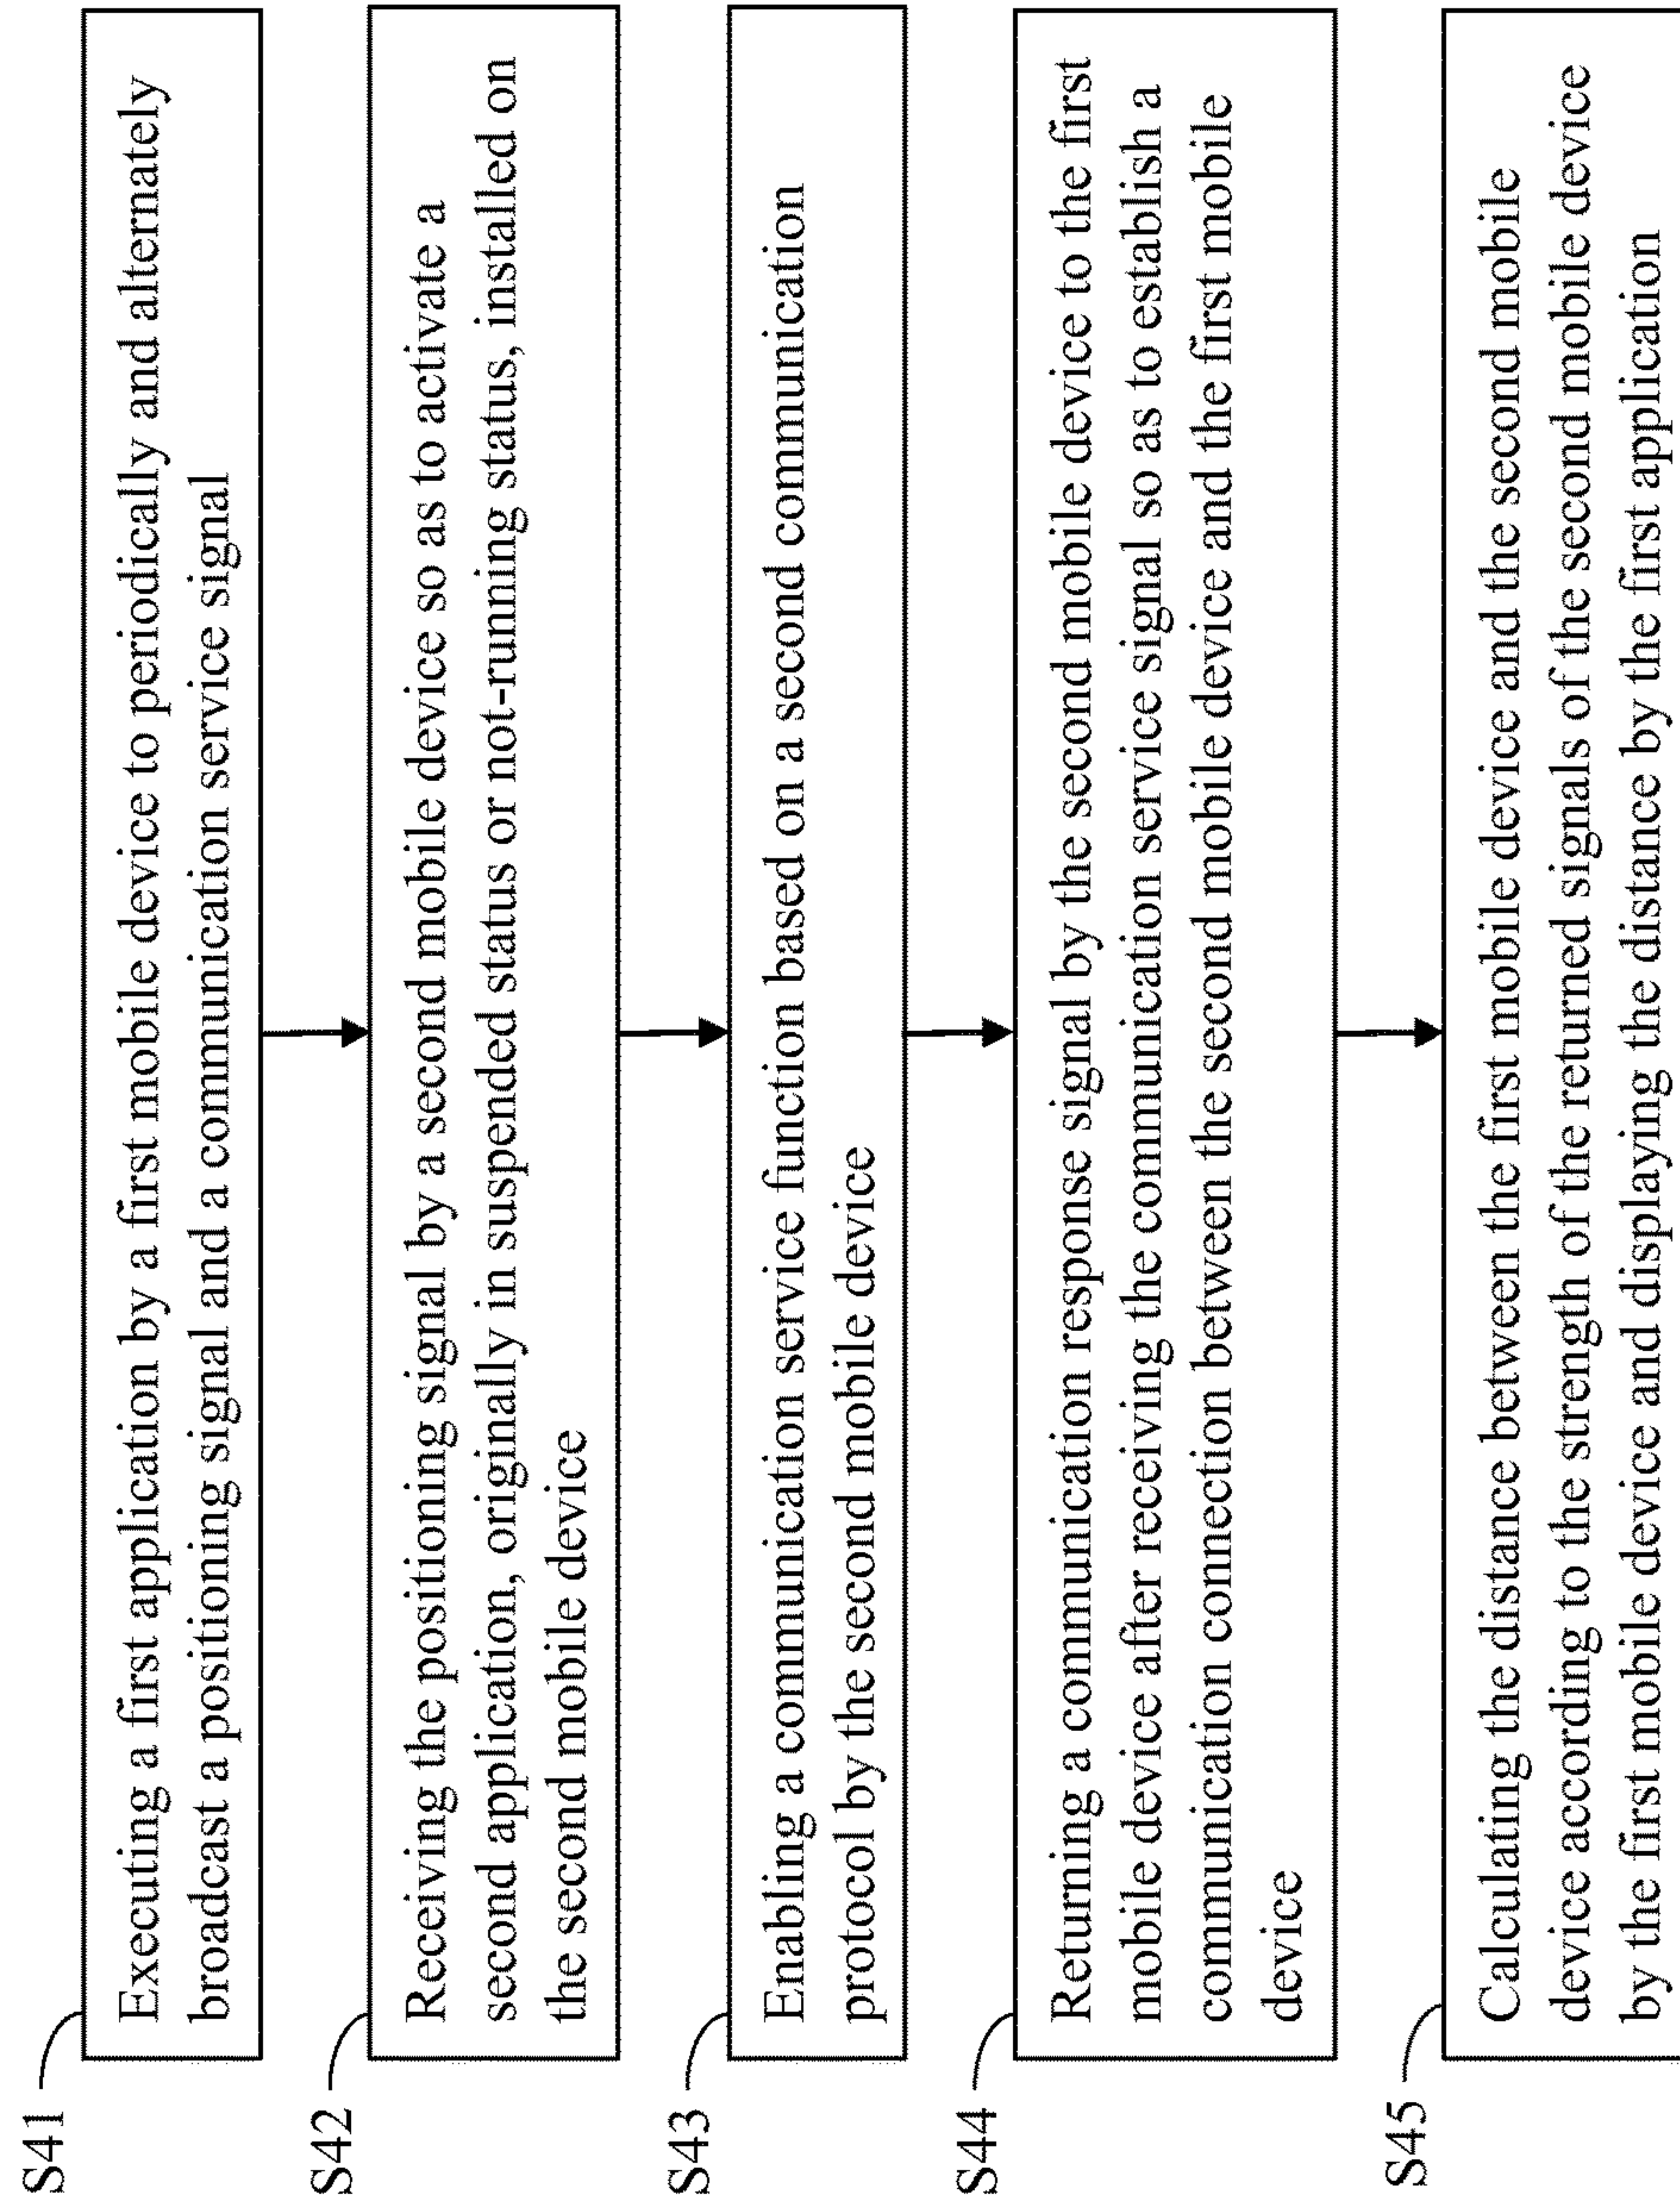 S41
Executing a first application by a first mobile device to periodically and alternately
broadcast a positioning signal and a communication service signal
S42
Receiving the positioning signal by a second mobile device so as to activate a
second application, originally in suspended status or not-running status, installed on
the second mobile device
S43
Enabling a communication service function based on a second communication
protocol by the second mobile device
S44
Returning a communication response signal by the second mobile device to the first
mobile device after receiving the communication service signal so as to establish a
communication connection between the second mobile device and the first mobile
device
S45
Calculating the distance between the first mobile device and the second mobile
device according to the strength of the returned signals of the second mobile device
by the first mobile device and displaying the distance by the first application